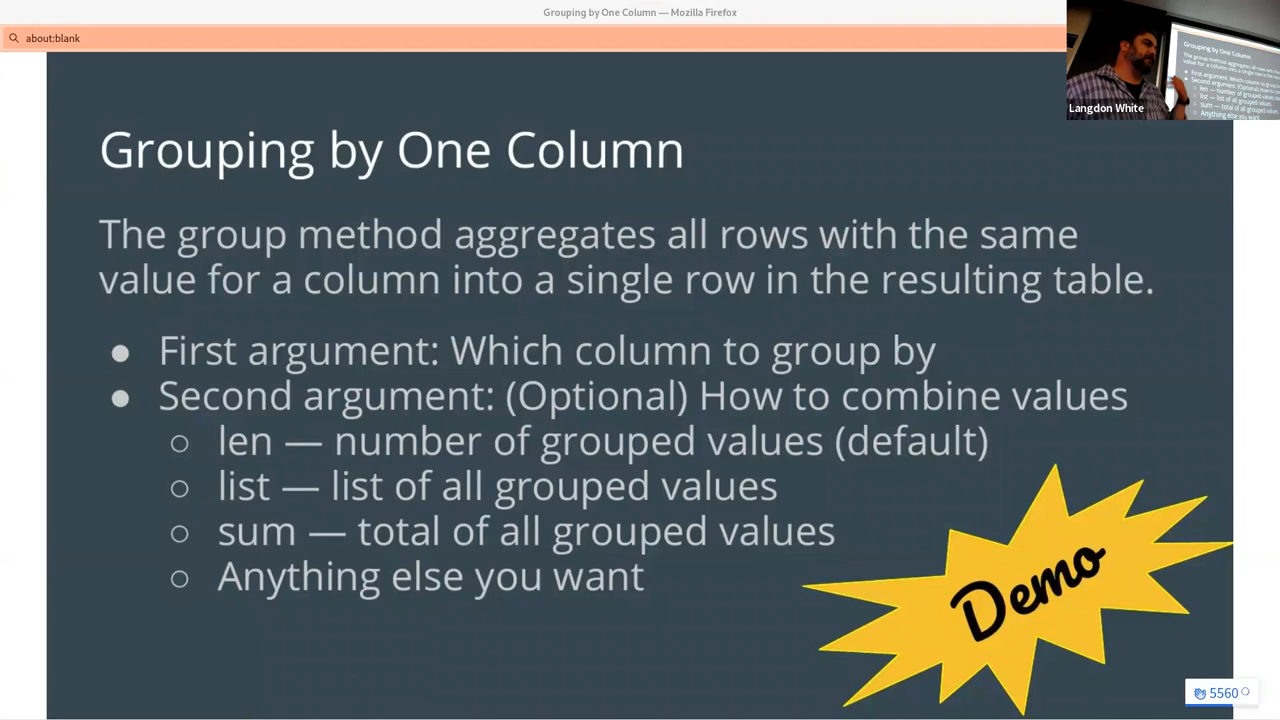 Grouping by One Column — Mozilla Firefox
about:blank
Langdon White
Grouping by One Column
The group method aggregates all rows with the same
value for a column into a single row in the resulting table.
● First argument: Which column to group by
● Second argument: (Optional) How to combine values
○ len — number of grouped values (default)
○ list — list of all grouped values
○ sum — total of all grouped values
○ Anything else you want
Demo
5560